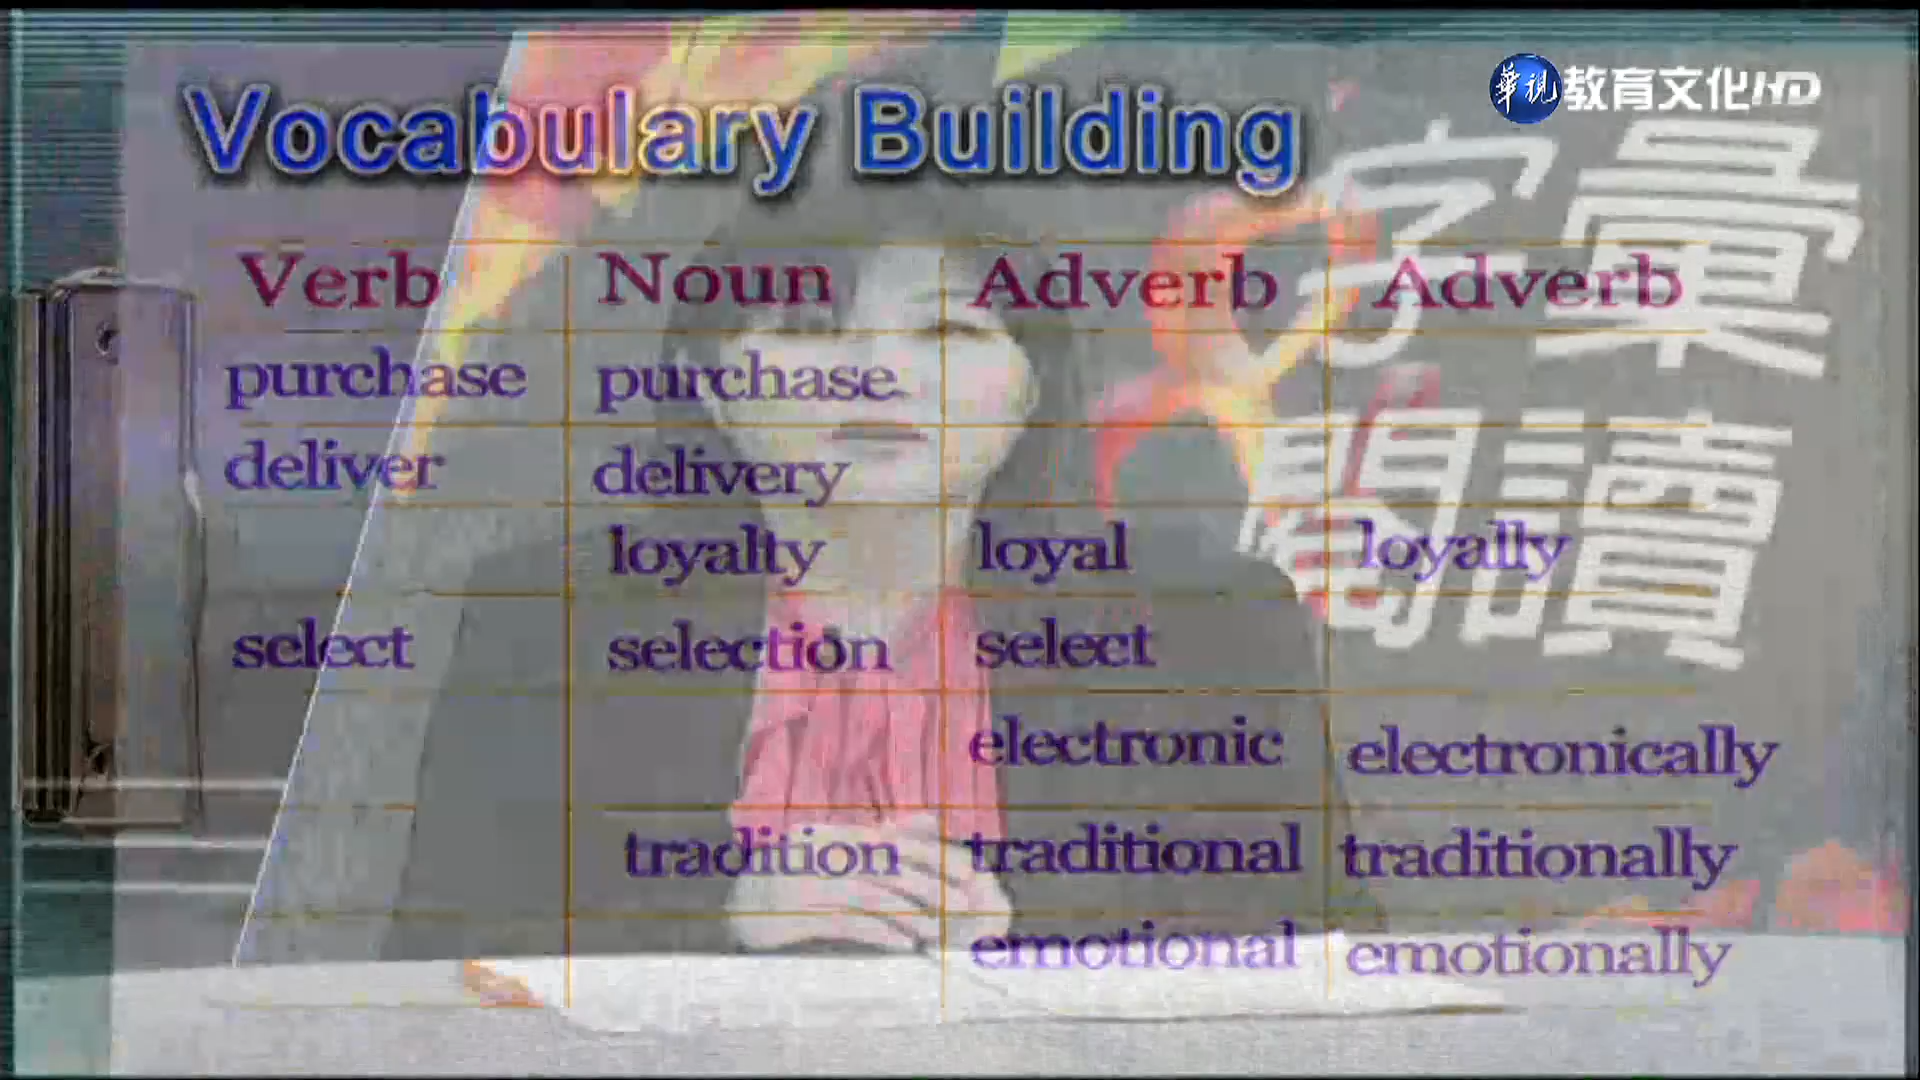 華視 教育文化HD
Vocabulary Building
字彙
閱讀
Verb Noun Adverb Adverb
purchase purchase
deliver delivery
loyalty loyal loyally
select selection select
electronic electronically
tradition traditional traditionally
emotional emotionally